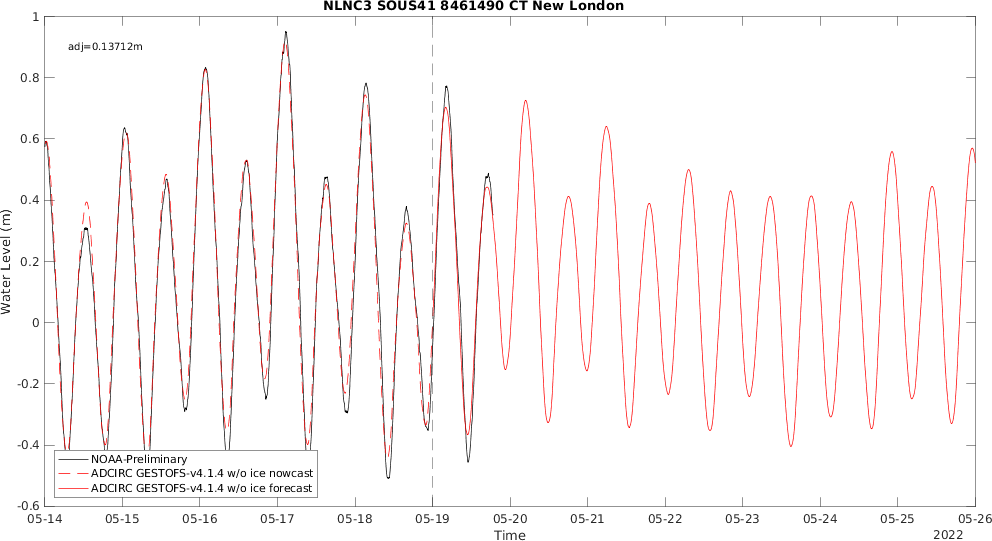 NLNC3 SOUS41 8461490 CT New London
adj=0.13712m
1
0.8
0.6
0.4
0.2
0
-0.2
-0.4
-0.6
Water Level (m)
NOAA-Preliminary
ADCIRC GESTOFS-v4.1.4 w/o ice nowcast
ADCIRC GESTOFS-v4.1.4 w/o ice forecast
05-14 05-15 05-16 05-17 05-18 05-19 05-20 05-21 05-22 05-23 05-24 05-25 05-26
Time
2022